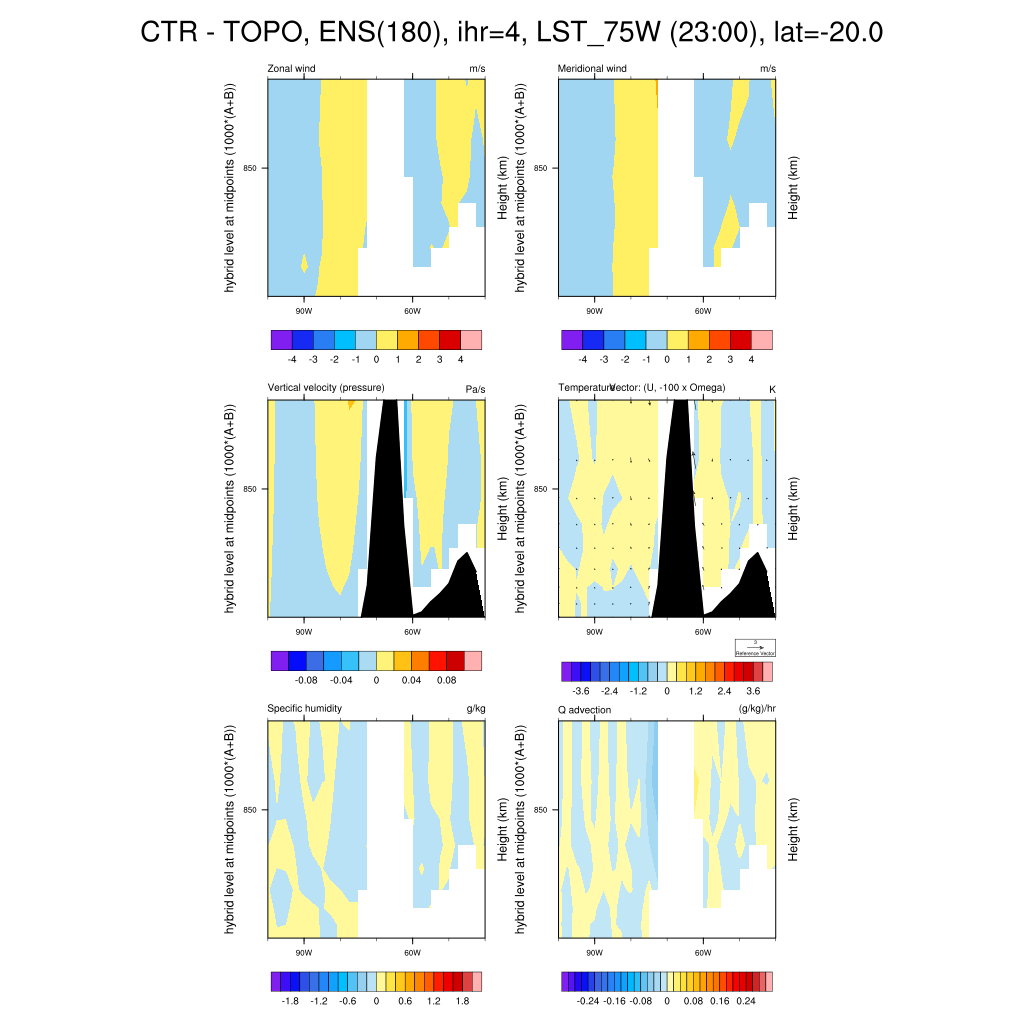 CTR - TOPO, ENS(180), ihr=4, LST_75W (23:00), lat=-20.0
Zonal wind m/s
hybrid level at midpoints (1000*(A+B))
850
Height (km)
90W 60W
-4 -3 -2 -1 0 1 2 3 4
Meridional wind m/s
hybrid level at midpoints (1000*(A+B))
850
Height (km)
90W 60W
-4 -3 -2 -1 0 1 2 3 4
Vertical velocity (pressure) Pa/s
hybrid level at midpoints (1000*(A+B))
850
Height (km)
90W 60W
-0.08 -0.04 0 0.04 0.08
Temperature Vector: (U, -100 x Omega) K
hybrid level at midpoints (1000*(A+B))
850
Height (km)
90W 60W
3
Reference Vector
-3.6 -2.4 -1.2 0 1.2 2.4 3.6
Specific humidity g/kg
hybrid level at midpoints (1000*(A+B))
850
Height (km)
90W 60W
-1.8 -1.2 -0.6 0 0.6 1.2 1.8
Q advection (g/kg)/hr
hybrid level at midpoints (1000*(A+B))
850
Height (km)
90W 60W
-0.24 -0.16 -0.08 0 0.08 0.16 0.24